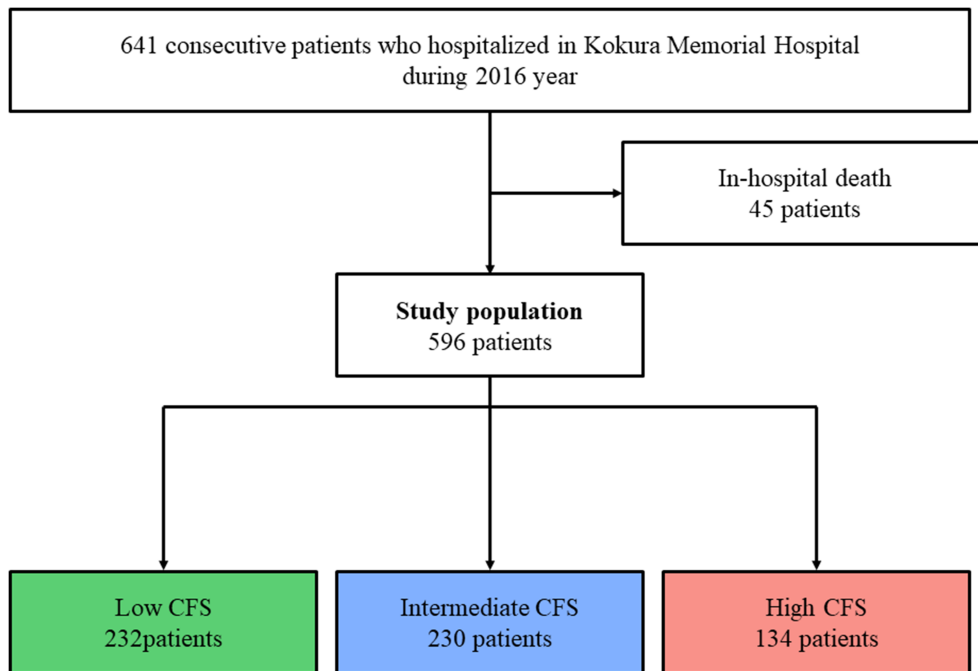 641 consecutive patients who hospitalized in Kokura Memorial Hospital
during 2016 year
In-hospital death
45 patients
Study population
596 patients
Low CFS
232patients
Intermediate CFS
230 patients
High CFS
134 patients